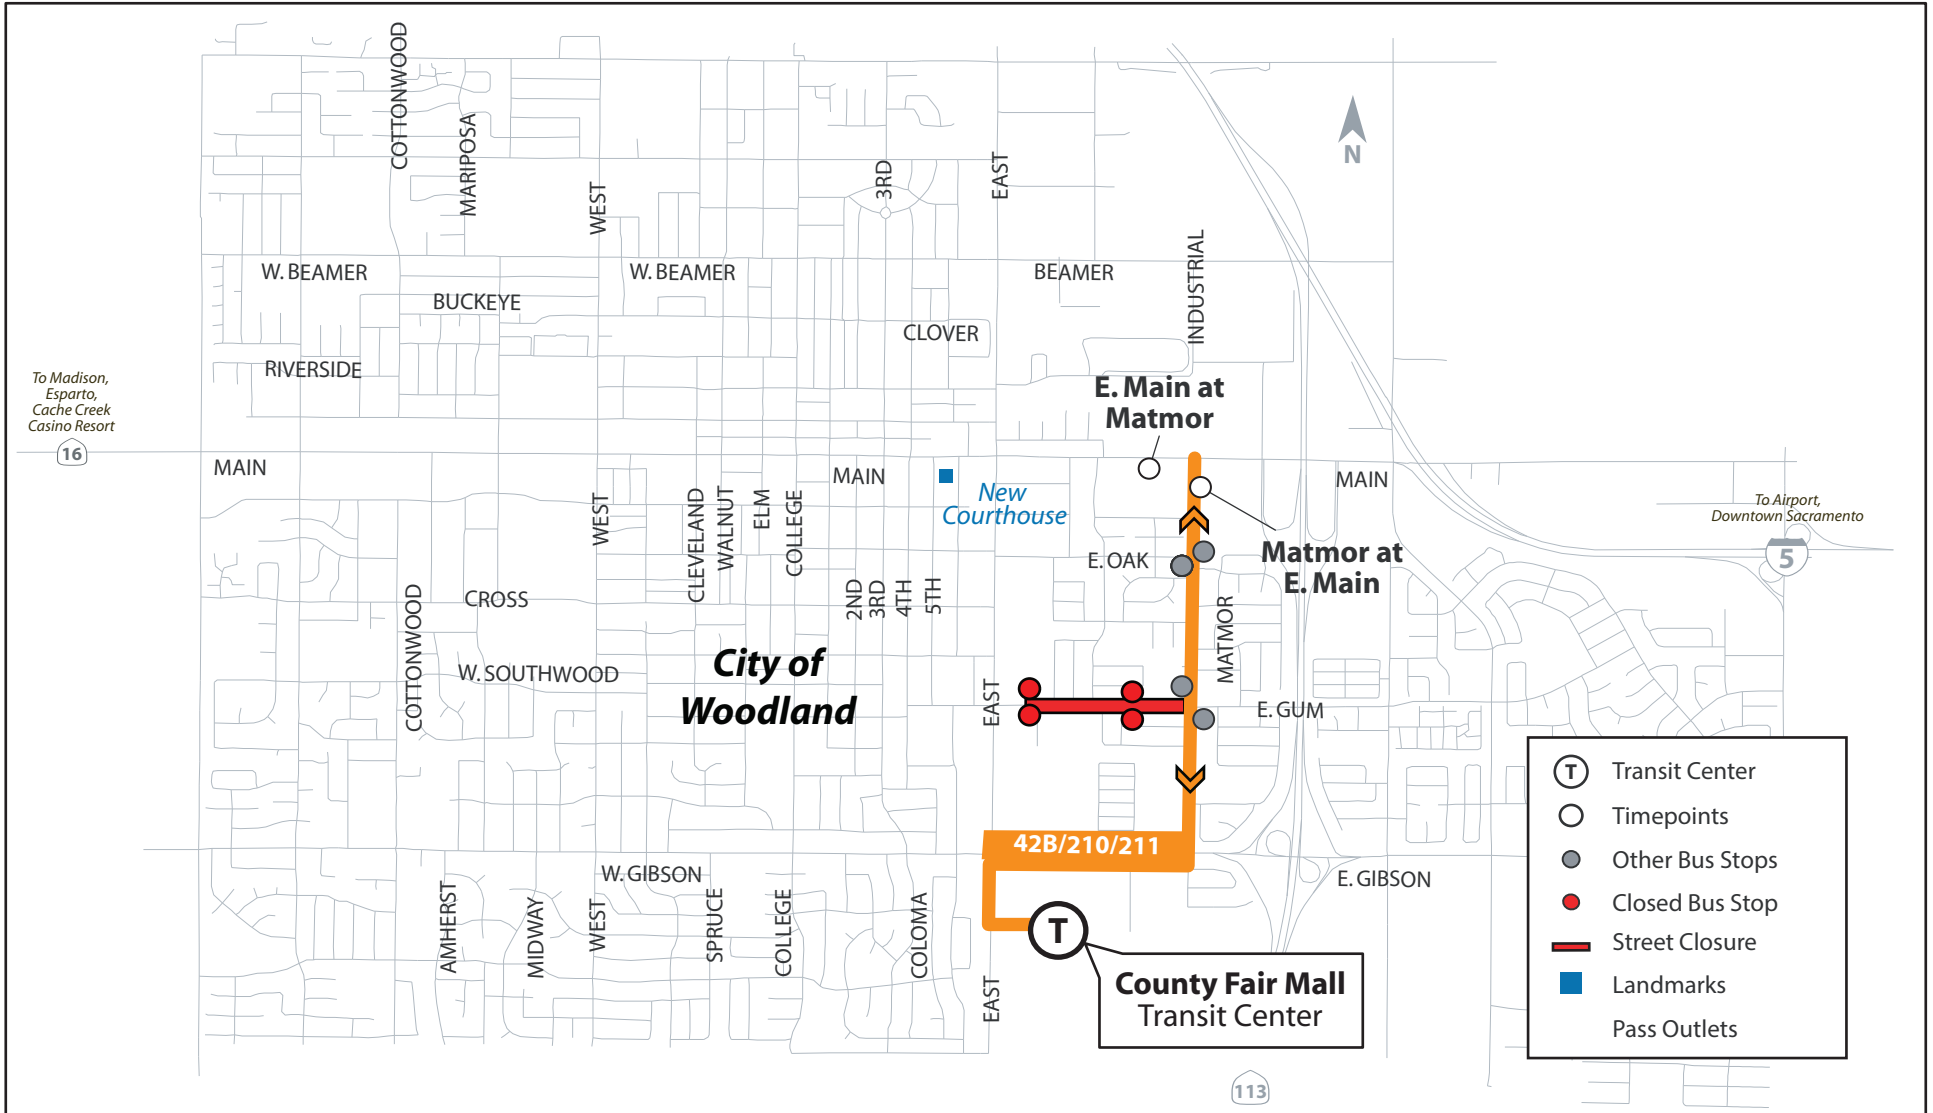 COTTONWOOD
MARIPOSA
WEST
3RD
EAST
N
INDUSTRIAL
W. BEAMER
W. BEAMER
BEAMER
BUCKEYE
CLOVER
RIVERSIDE
To Madison,
Esparto,
Cache Creek
Casino Resort
16
E. Main at
Matmor
MAIN
MAIN
MAIN
New
Courthouse
WEST
CLEVELAND
WALNUT
ELM
COLLEGE
To Airport,
Downtown Sacramento
5
E. OAK
Matmor at
E. Main
CROSS
COTTONWOOD
2ND
3RD
4TH
5TH
MATMOR
W. SOUTHWOOD
City of
Woodland
EAST
E. GUM
42B/210/211
W. GIBSON
E. GIBSON
AMHERST
MIDWAY
WEST
SPRUCE
COLLEGE
COLOMA
EAST
T
County Fair Mall
Transit Center
113
T Transit Center
Timepoints
Other Bus Stops
Closed Bus Stop
Street Closure
Landmarks
Pass Outlets